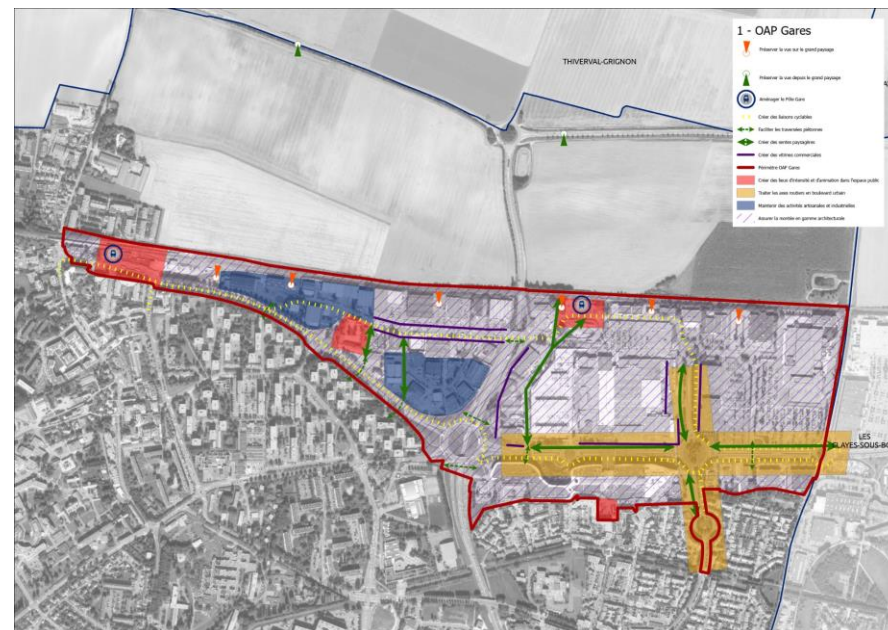 1 - OAP Gares
Préserver la vue sur le grand paysage
THIVERVAL-GRIGNON
Préserver la vue depuis le grand paysage
Aménager le Pôle Gare
Créer des liaisons cyclables
Faciliter les traversées piétonnes
Créer des sentes paysagères
Créer des vitrines commerciales
Périmètre OAP Gares
Créer des lieux d'intensité et d'animation dans l'espace public
Traiter les axes routiers en boulevard urbain
Maintenir des activités artisanales et industrielles
Assurer la montée en gamme architecturale
LES
CLAYES-SOUS-BO